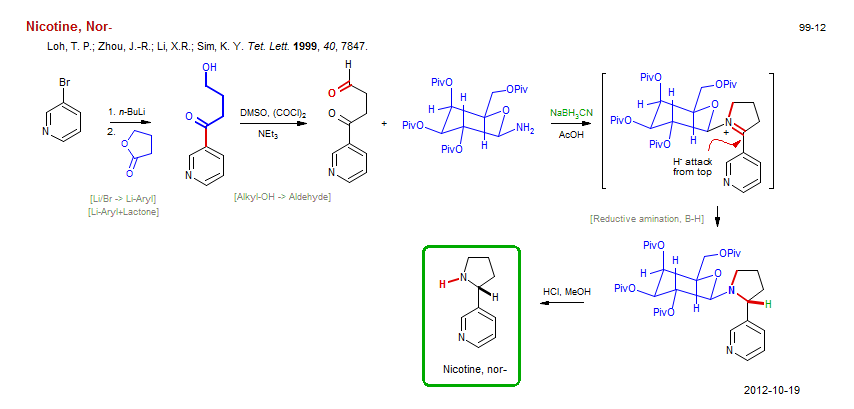 Nicotine, Nor-
99-12
Loh, T. P.; Zhou, J.-R.; Li, X.R.; Sim, K. Y. Tet. Lett. 1999, 40, 7847.
Br
N
1. n-BuLi
2.
O
O
[Li/Br -> Li-Aryl]
[Li-Aryl+Lactone]
OH
O
N
DMSO, (COCl)2
NEt3
[Alkyl-OH -> Aldehyde]
H
O
O
N
+
PivO
OPiv
H
H
O
PivO
NH2
PivO
H
NaBH3CN
AcOH
PivO
OPiv
H
H
O
PivO
N
+
PivO
H
H- attack
from top
N
[Reductive amination, B-H]
PivO
OPiv
H
H
O
PivO
N
PivO
H
H
N
HCl, MeOH
H
N
H
N
Nicotine, nor-
2012-10-19